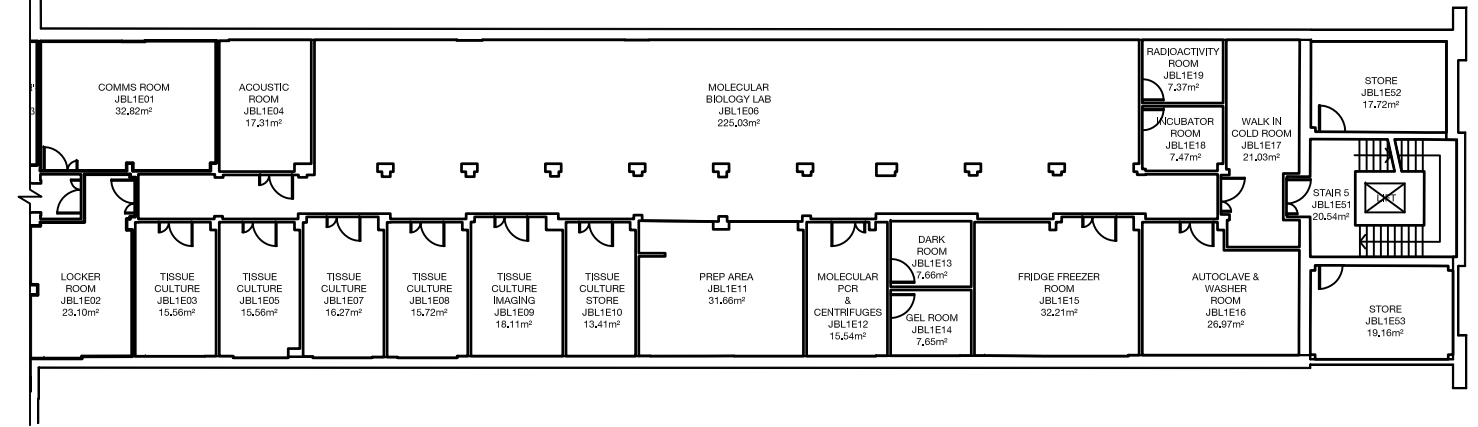 COMMS ROOM
JBL1E01
32.82m²
ACOUSTIC
ROOM
JBL1E04
17.31m²
MOLECULAR
BIOLOGY LAB
JBL1E06
225.03m²
RADIOACTIVITY
ROOM
JBL1E19
7.37m²
INCUBATOR
ROOM
JBL1E18
7.47m²
WALK IN
COLD ROOM
JBL1E17
21.03m²
STORE
JBL1E52
17.72m²
STAIR 5
JBL1E51
20.54m²
LIFT
LOCKER
ROOM
JBL1E02
23.10m²
TISSUE
CULTURE
JBL1E03
15.56m²
TISSUE
CULTURE
JBL1E05
15.56m²
TISSUE
CULTURE
JBL1E07
16.27m²
TISSUE
CULTURE
JBL1E08
15.72m²
TISSUE
CULTURE
IMAGING
JBL1E09
18.11m²
TISSUE
CULTURE
STORE
JBL1E10
13.41m²
PREP AREA
JBL1E11
31.66m²
MOLECULAR
PCR
&
CENTRIFUGES
JBL1E12
15.54m²
DARK
ROOM
JBL1E13
7.66m²
GEL ROOM
JBL1E14
7.65m²
FRIDGE FREEZER
ROOM
JBL1E15
32.21m²
AUTOCLAVE &
WASHER
ROOM
JBL1E16
26.97m²
STORE
JBL1E53
19.16m²